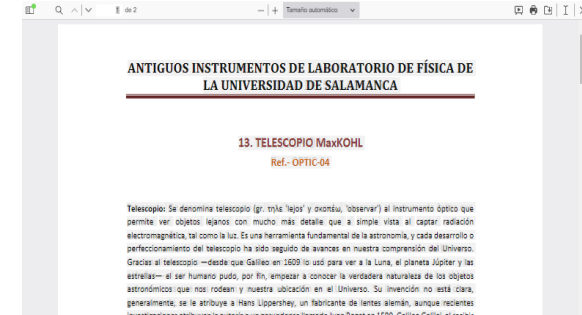 de 2
Tamaño automático
ANTIGUOS INSTRUMENTOS DE LABORATORIO DE FÍSICA DE
LA UNIVERSIDAD DE SALAMANCA
13. TELESCOPIO MaxKOHL
Ref.- OPTIC-04
Telescopio: Se denomina telescopio (gr. τηλε 'lejos' y σκοπέω, 'observar') al instrumento óptico que
permite ver objetos lejanos con mucho más detalle que a simple vista al captar radiación
electromagnética, tal como la luz. Es una herramienta fundamental de la astronomía, y cada desarrollo o
perfeccionamiento del telescopio ha sido seguido de avances en nuestra comprensión del Universo.
Gracias al telescopio —desde que Galileo en 1609 lo usó para ver a la Luna, el planeta Júpiter y las
estrellas— el ser humano pudo, por fin, empezar a conocer la verdadera naturaleza de los objetos
astronómicos que nos rodean y nuestra ubicación en el Universo. Su invención no está clara,
generalmente, se le atribuye a Hans Lippershey, un fabricante de lentes alemán, aunque recientes